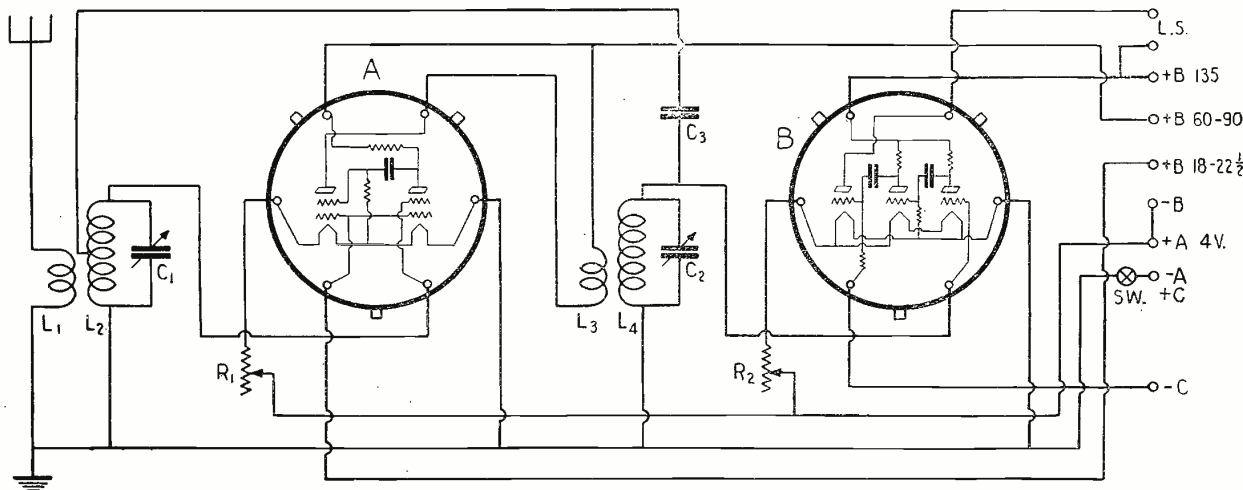 A
B
L.S.
+B 135
+B 60-90
+B 18-22½
-B
+A 4V.
-A
+C
SW.
-C
C₁
C₂
C₃
L₁
L₂
L₃
L₄
R₁
R₂